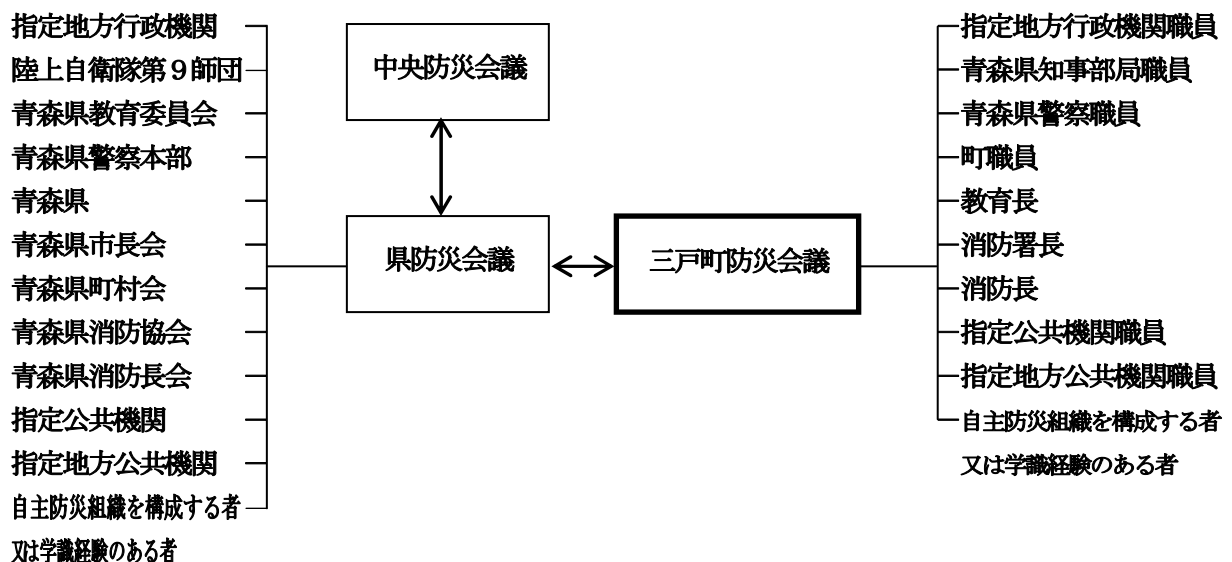 指定地方行政機関
陸上自衛隊第９師団
青森県教育委員会
青森県警察本部
青森県
青森県市長会
青森県町村会
青森県消防協会
青森県消防長会
指定公共機関
指定地方公共機関
自主防災組織を構成する者
又は学識経験のある者
中央防災会議
県防災会議
三戸町防災会議
指定地方行政機関職員
青森県知事部局職員
青森県警察職員
町職員
教育長
消防署長
消防長
指定公共機関職員
指定地方公共機関職員
自主防災組織を構成する者
又は学識経験のある者